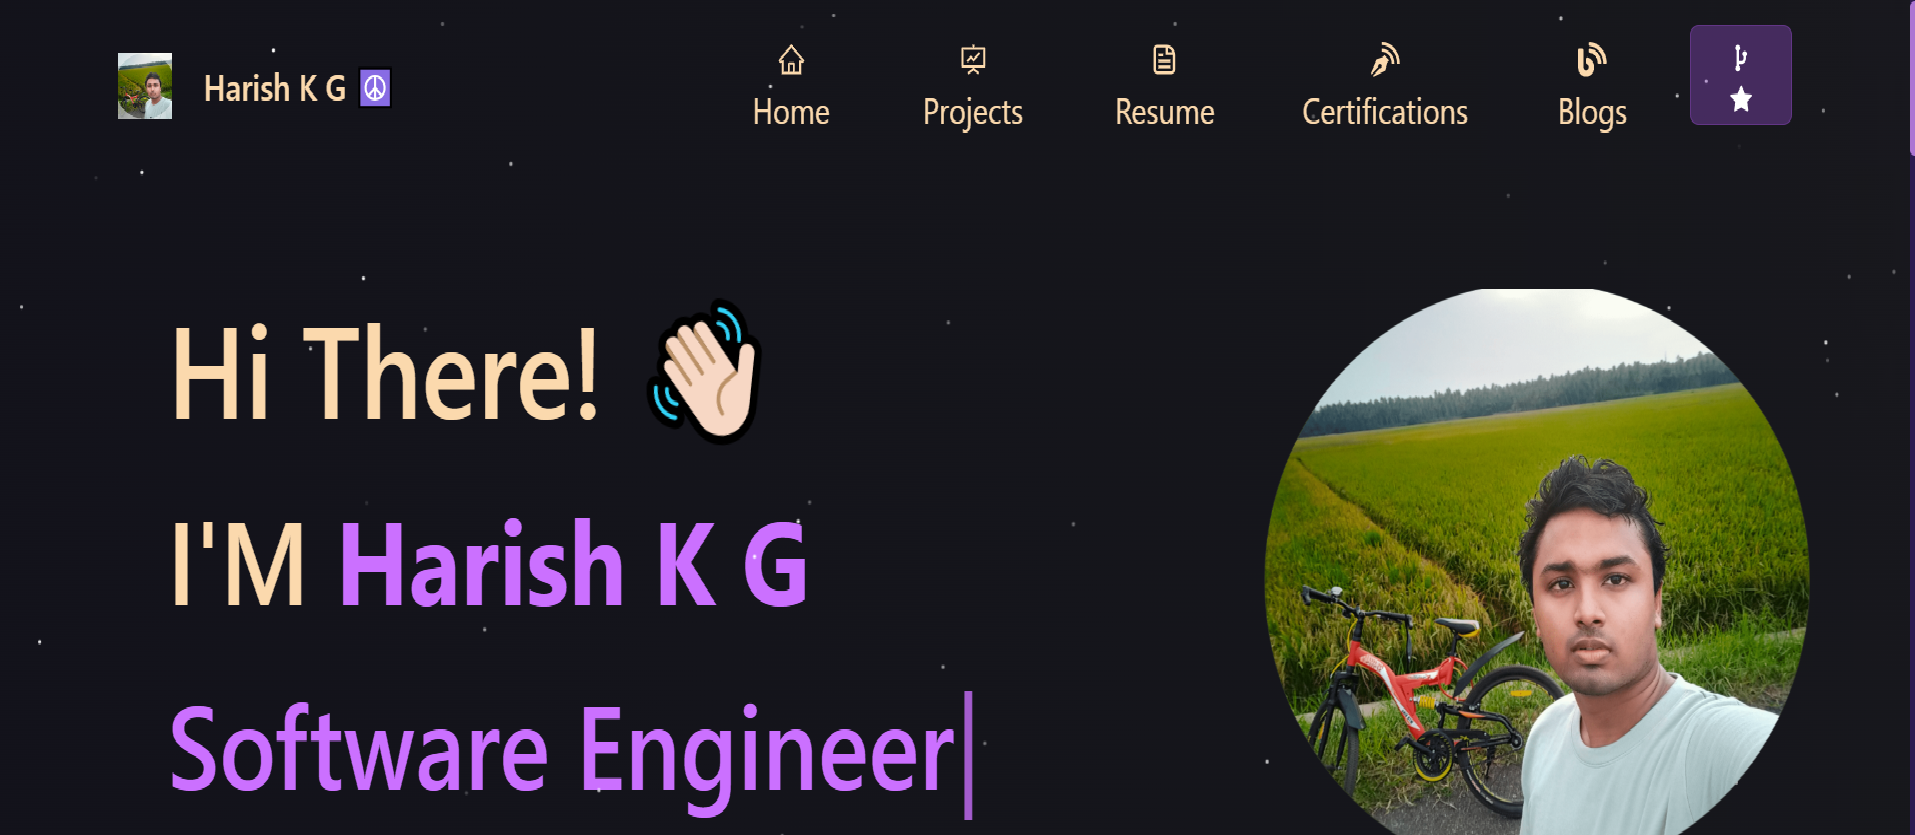 Harish K G ☮
Home Projects Resume Certifications Blogs
Hi There! 👋🏻
I'M Harish K G
Software Engineer|